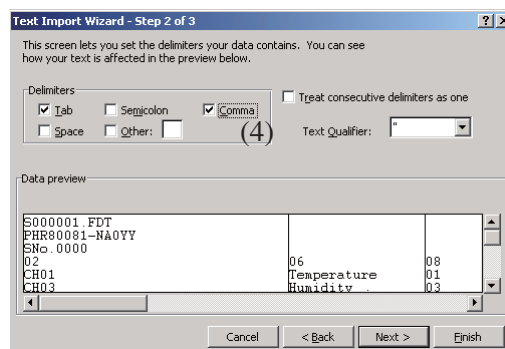 Text Import Wizard - Step 2 of 3
This screen lets you set the delimiters your data contains. You can see
how your text is affected in the preview below.
Delimiters
Tab Semicolon Comma
Space Other: (4)
Treat consecutive delimiters as one
Text Qualifier: "
Data preview
S000001.FDT
PHR80081-NA0YY
SNo.0000
02 06 08
CH01 Temperature 01
CH03 Humidity . 03
Cancel < Back Next > Finish